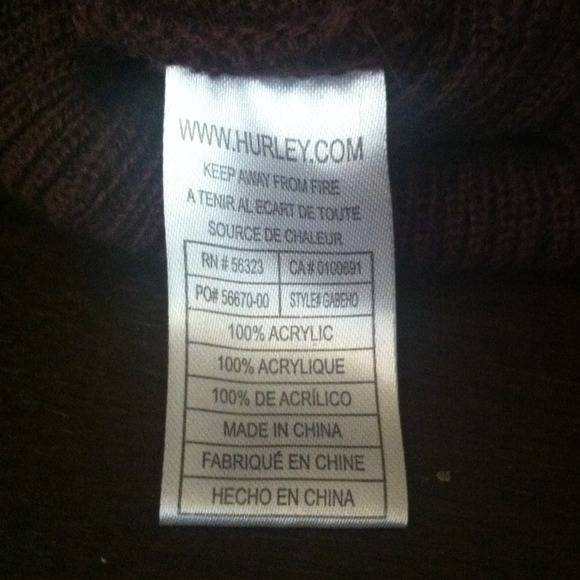 WWW.HURLEY.COM
KEEP AWAY FROM FIRE
A TENIR AL ECART DE TOUTE
SOURCE DE CHALEUR
RN # 56323 CA # 0100691
PO# 56670-00 STYLE# GABEHO
100% ACRYLIC
100% ACRYLIQUE
100% DE ACRÍLICO
MADE IN CHINA
FABRIQUÉ EN CHINE
HECHO EN CHINA